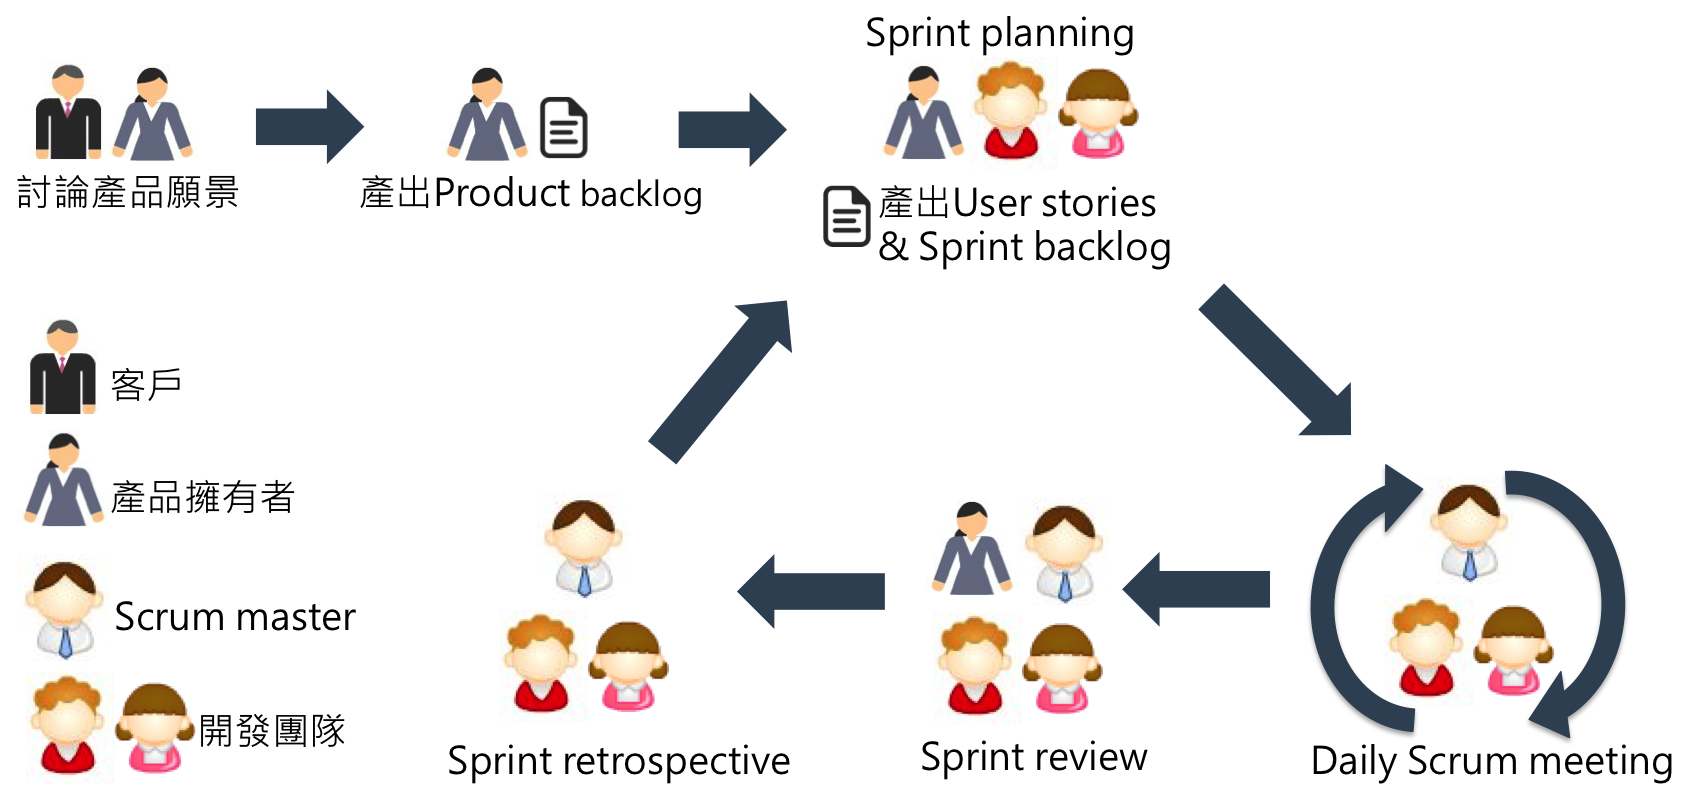 Sprint planning
討論產品願景
產出Product backlog
產出User stories
& Sprint backlog
客戶
產品擁有者
Scrum master
開發團隊
Sprint retrospective
Sprint review
Daily Scrum meeting